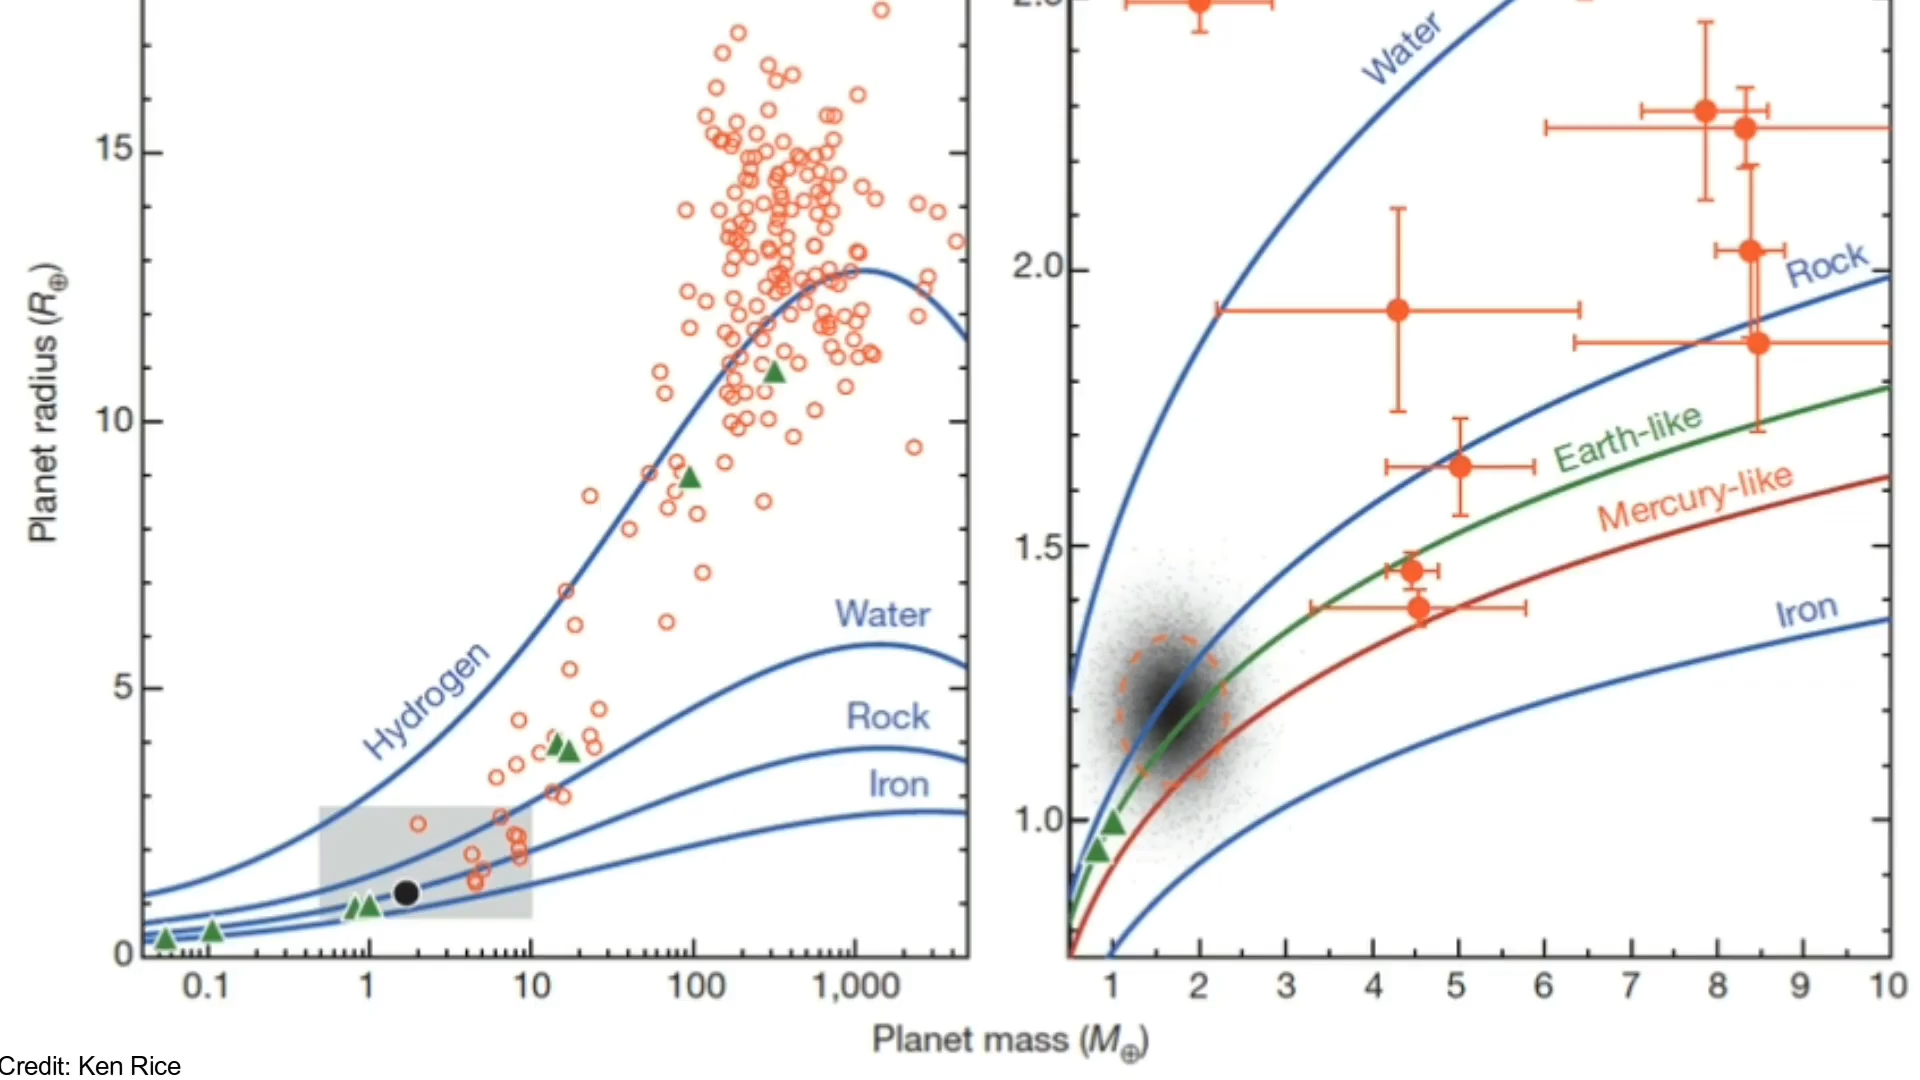 15
10
5
0
Planet radius (R⊕)
0.1
1
10
100
1,000
Hydrogen
Water
Rock
Iron
2.0
1.5
1.0
1
2
3
4
5
6
7
8
9
10
Water
Rock
Earth-like
Mercury-like
Iron
Planet mass (M⊕)
Credit: Ken Rice